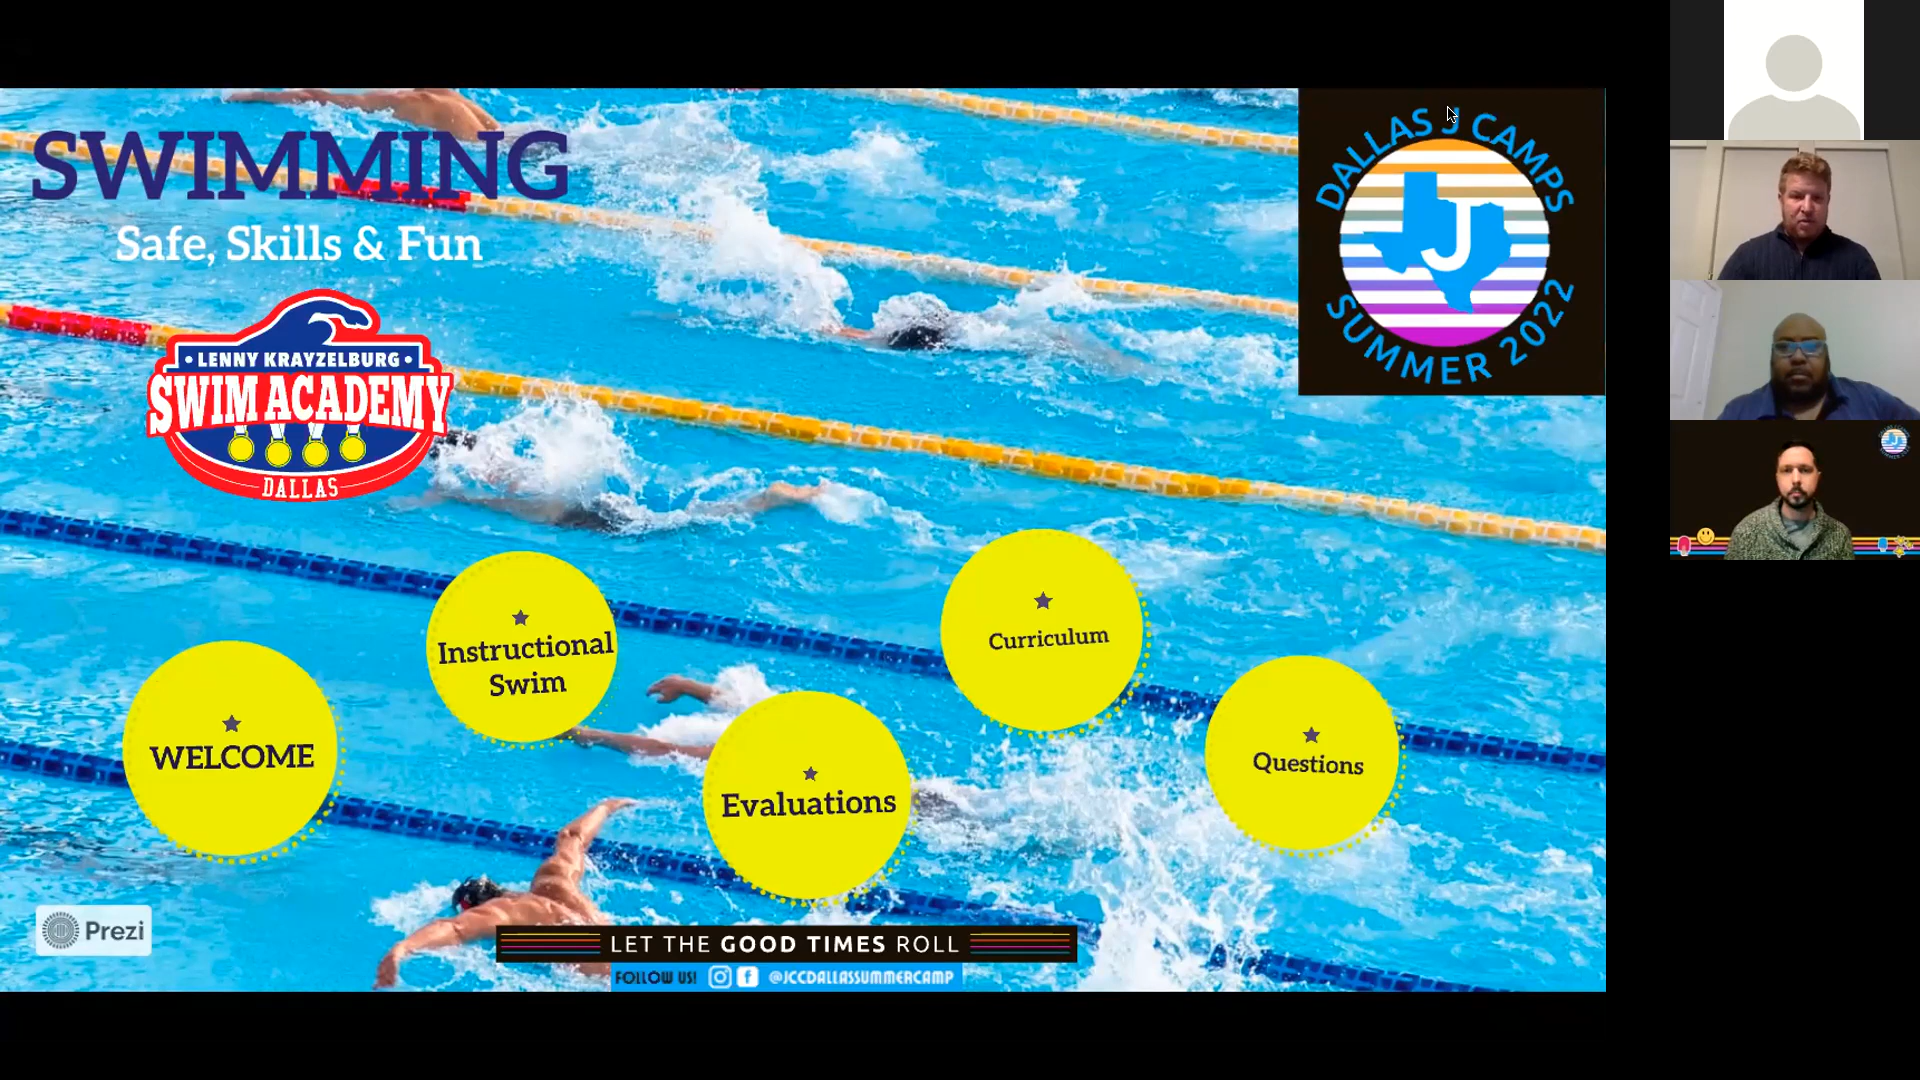 SWIMMING
Safe, Skills & Fun
• LENNY KRAYZELBURG •
SWIM ACADEMY
DALLAS
DALLAS J CAMPS
J
SUMMER 2022
Instructional
Swim
Curriculum
WELCOME
Evaluations
Questions
Prezi
LET THE GOOD TIMES ROLL
FOLLOW US! @JCCDALLASSUMMERCAMP
J